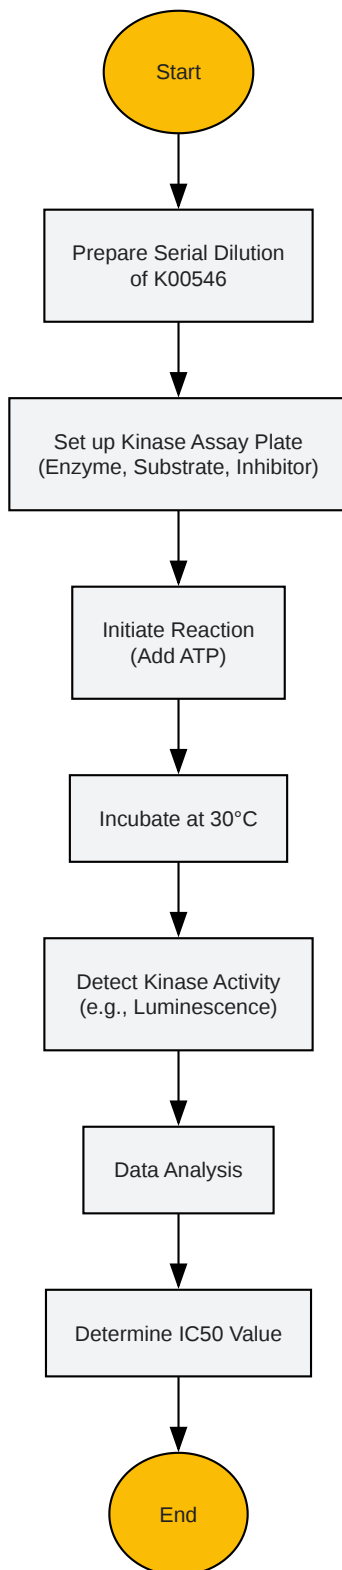 Start
Prepare Serial Dilution
of K00546
Set up Kinase Assay Plate
(Enzyme, Substrate, Inhibitor)
Initiate Reaction
(Add ATP)
Incubate at 30°C
Detect Kinase Activity
(e.g., Luminescence)
Data Analysis
Determine IC50 Value
End